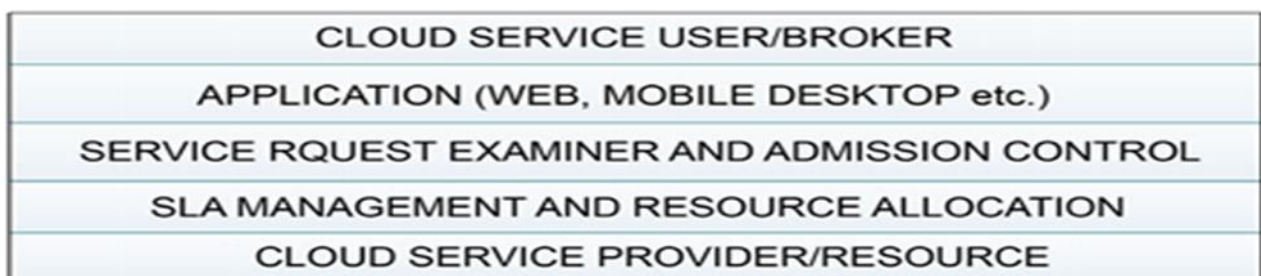 CLOUD SERVICE USER/BROKER
APPLICATION (WEB, MOBILE DESKTOP etc.)
SERVICE RQUEST EXAMINER AND ADMISSION CONTROL
SLA MANAGEMENT AND RESOURCE ALLOCATION
CLOUD SERVICE PROVIDER/RESOURCE